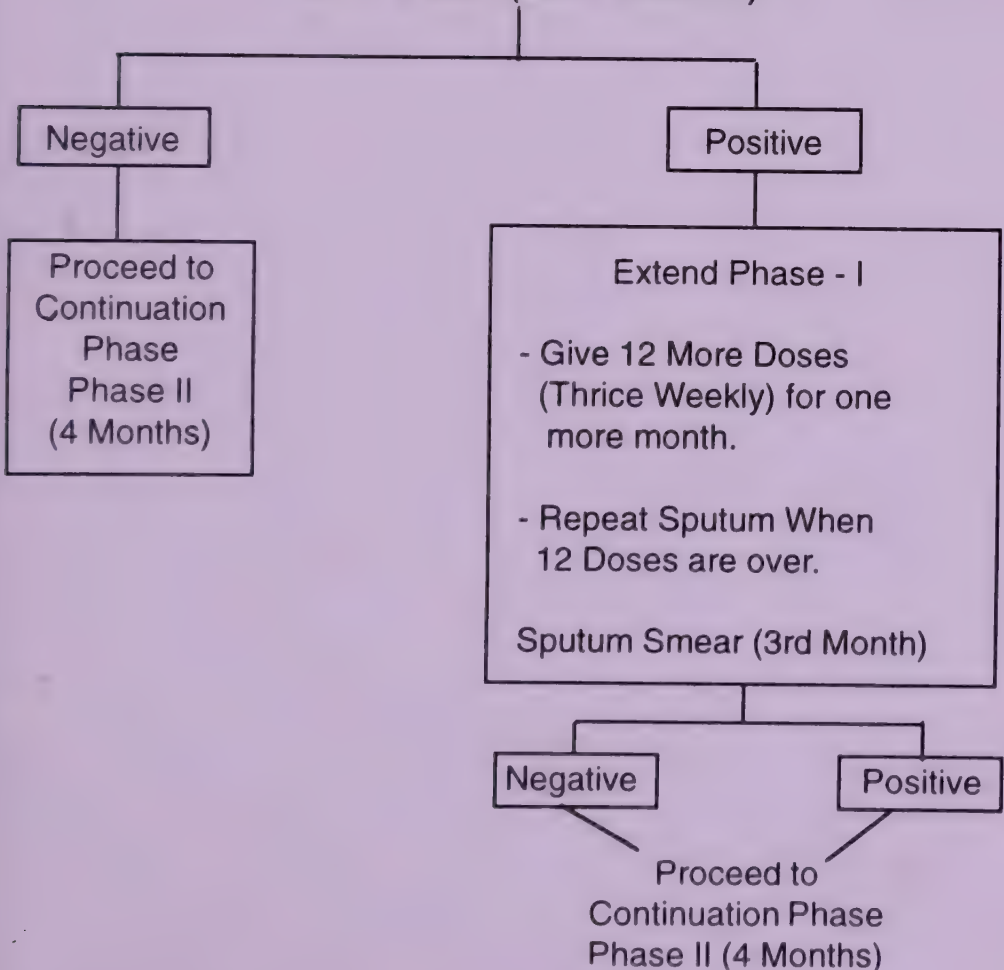 Negative
Positive
Proceed to
Continuation
Phase
Phase II
(4 Months)
Extend Phase - I
- Give 12 More Doses
(Thrice Weekly) for one
more month.
- Repeat Sputum When
12 Doses are over.
Sputum Smear (3rd Month)
Negative
Positive
Proceed to
Continuation Phase
Phase II (4 Months)